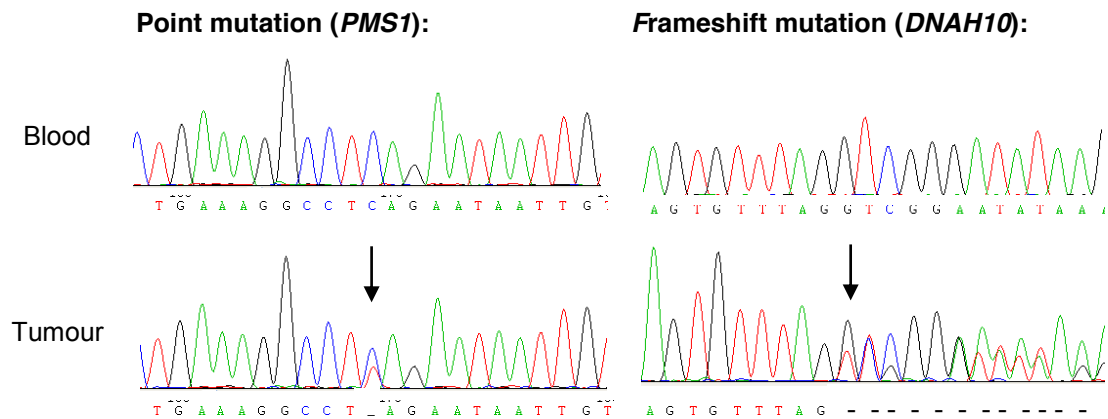 Point mutation (PMS1):
Frameshift mutation (DNAH10):
Blood
T G A A A G G C C T C A G A A T A A T T G T
A G T G T T T A G G T C G G A A T A T A A A
Tumour
T G A A A G G C C T _ A G A A T A A T T G T
A G T G T T T A G - - - - - - - - - - - -